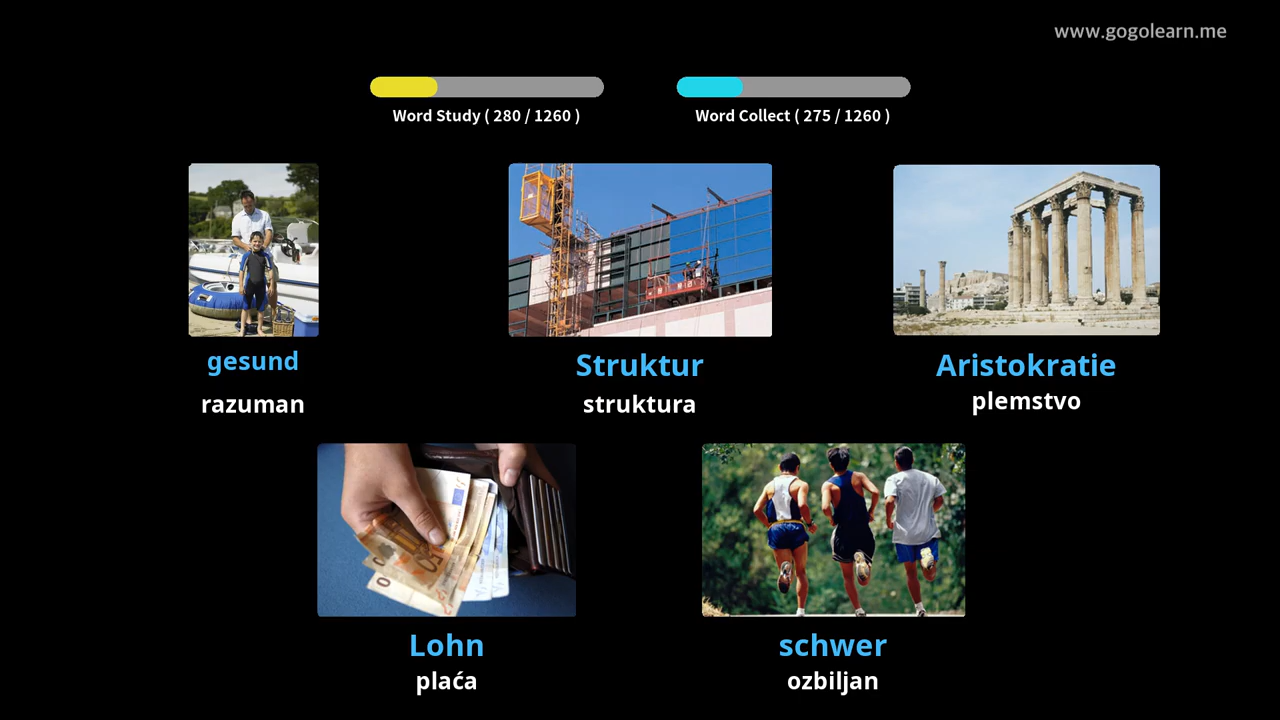 www.gogolearn.me
Word Study ( 280 / 1260 )
Word Collect ( 275 / 1260 )
gesund
razuman
Struktur
struktura
Aristokratie
plemstvo
Lohn
plaća
schwer
ozbiljan